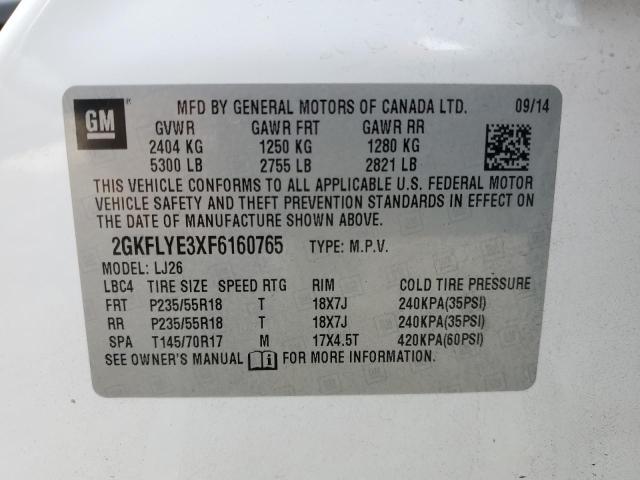 GM
MFD BY GENERAL MOTORS OF CANADA LTD. 09/14
GVWR GAWR FRT GAWR RR
2404 KG 1250 KG 1280 KG
5300 LB 2755 LB 2821 LB
THIS VEHICLE CONFORMS TO ALL APPLICABLE U.S. FEDERAL MOTOR
VEHICLE SAFETY AND THEFT PREVENTION STANDARDS IN EFFECT ON
THE DATE OF MANUFACTURE SHOWN ABOVE.
2GKFLYE3XF6160765 TYPE: M.P.V.
MODEL: LJ26
LBC4 TIRE SIZE SPEED RTG RIM COLD TIRE PRESSURE
FRT P235/55R18 T 18X7J 240KPA(35PSI)
RR P235/55R18 T 18X7J 240KPA(35PSI)
SPA T145/70R17 M 17X4.5T 420KPA(60PSI)
SEE OWNER'S MANUAL i FOR MORE INFORMATION.